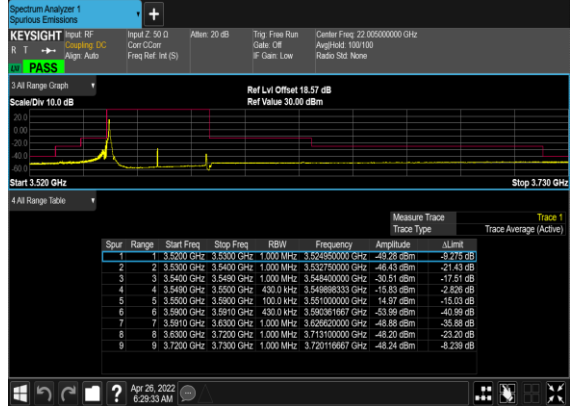 Spectrum Analyzer 1
Spurious Emissions
KEYSIGHT Input: RF Input Z: 50 Ω Atten: 20 dB Trig: Free Run Center Freq: 22.005000000 GHz
R T Coupling: DC Corr CCorr Gate: Off Avg|Hold: 100/100
Align: Auto Freq Ref: Int (S) IF Gain: Low Radio Std: None
PASS
3 All Range Graph
Ref Lvl Offset 18.57 dB
Scale/Div 10.0 dB Ref Value 30.00 dBm
20.0
0.00
-20.0
-40.0
-60.0
Start 3.520 GHz Stop 3.730 GHz
4 All Range Table
Measure Trace Trace 1
Trace Type Trace Average (Active)
Spur Range Start Freq Stop Freq RBW Frequency Amplitude ΔLimit
1 1 3.5200 GHz 3.5300 GHz 1.000 MHz 3.524950000 GHz -49.28 dBm -9.275 dB
2 2 3.5300 GHz 3.5400 GHz 1.000 MHz 3.532750000 GHz -46.43 dBm -21.43 dB
3 3 3.5400 GHz 3.5490 GHz 1.000 MHz 3.548400000 GHz -30.51 dBm -17.51 dB
4 4 3.5490 GHz 3.5500 GHz 430.0 kHz 3.549898333 GHz -15.83 dBm -2.826 dB
5 5 3.5500 GHz 3.5900 GHz 100.0 kHz 3.551000000 GHz 14.97 dBm -15.03 dB
6 6 3.5900 GHz 3.5910 GHz 430.0 kHz 3.590361667 GHz -53.99 dBm -40.99 dB
7 7 3.5910 GHz 3.6300 GHz 1.000 MHz 3.626620000 GHz -48.88 dBm -35.88 dB
8 8 3.6300 GHz 3.7200 GHz 1.000 MHz 3.713100000 GHz -48.20 dBm -23.20 dB
9 9 3.7200 GHz 3.7300 GHz 1.000 MHz 3.720116667 GHz -48.24 dBm -8.239 dB
Apr 26, 2022
6:29:33 AM